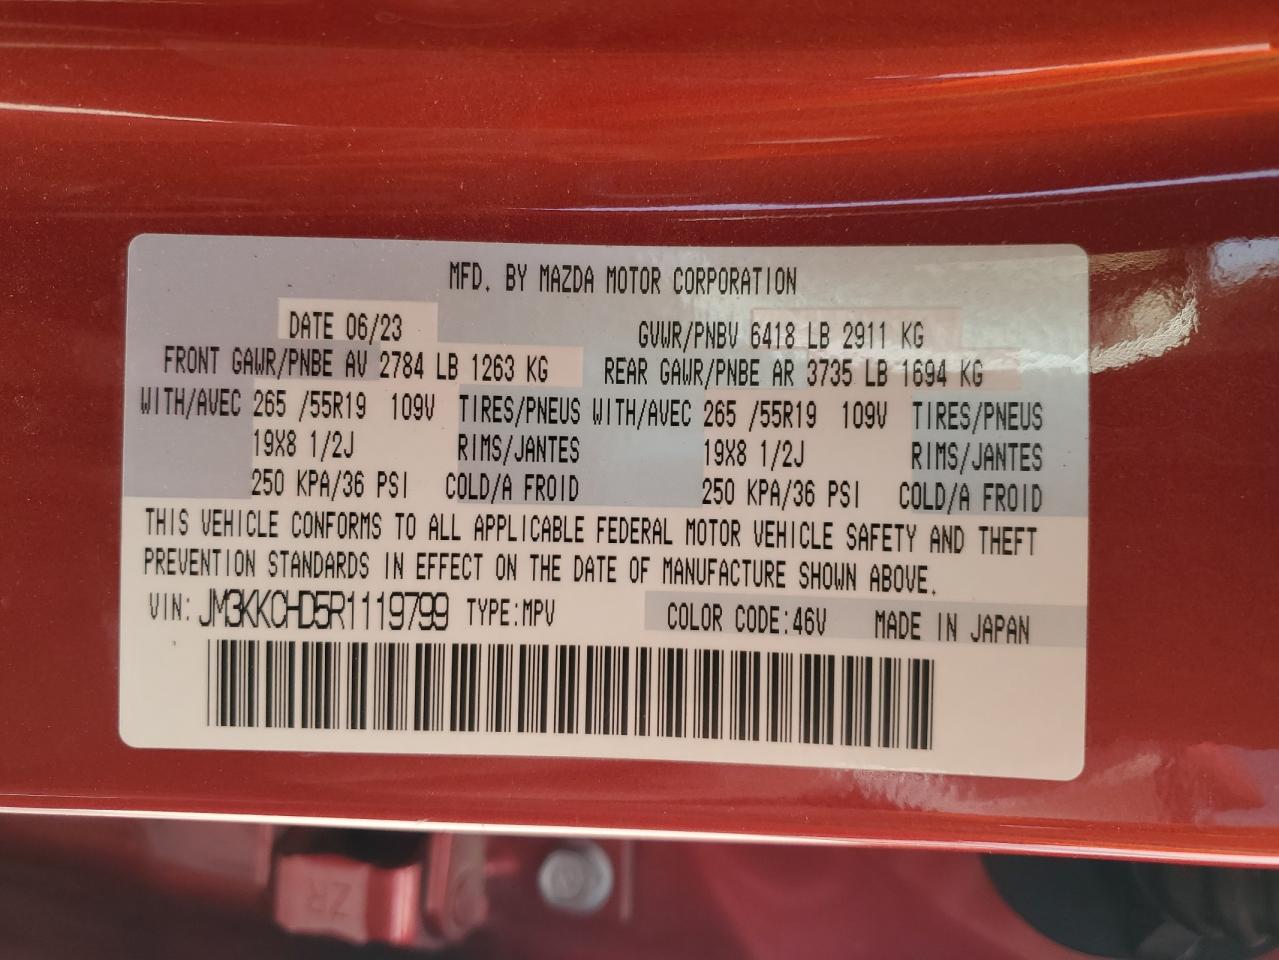 MFD. BY MAZDA MOTOR CORPORATION
DATE 06/23 GVWR/PNBV 6418 LB 2911 KG
FRONT GAWR/PNBE AV 2784 LB 1263 KG REAR GAWR/PNBE AR 3735 LB 1694 KG
WITH/AVEC 265 /55R19 109V TIRES/PNEUS WITH/AVEC 265 /55R19 109V TIRES/PNEUS
19X8 1/2J RIMS/JANTES 19X8 1/2J RIMS/JANTES
250 KPA/36 PSI COLD/A FROID 250 KPA/36 PSI COLD/A FROID
THIS VEHICLE CONFORMS TO ALL APPLICABLE FEDERAL MOTOR VEHICLE SAFETY AND THEFT
PREVENTION STANDARDS IN EFFECT ON THE DATE OF MANUFACTURE SHOWN ABOVE.
VIN: JM3KKCHD5R1119799 TYPE:MPV COLOR CODE:46V MADE IN JAPAN
ZR